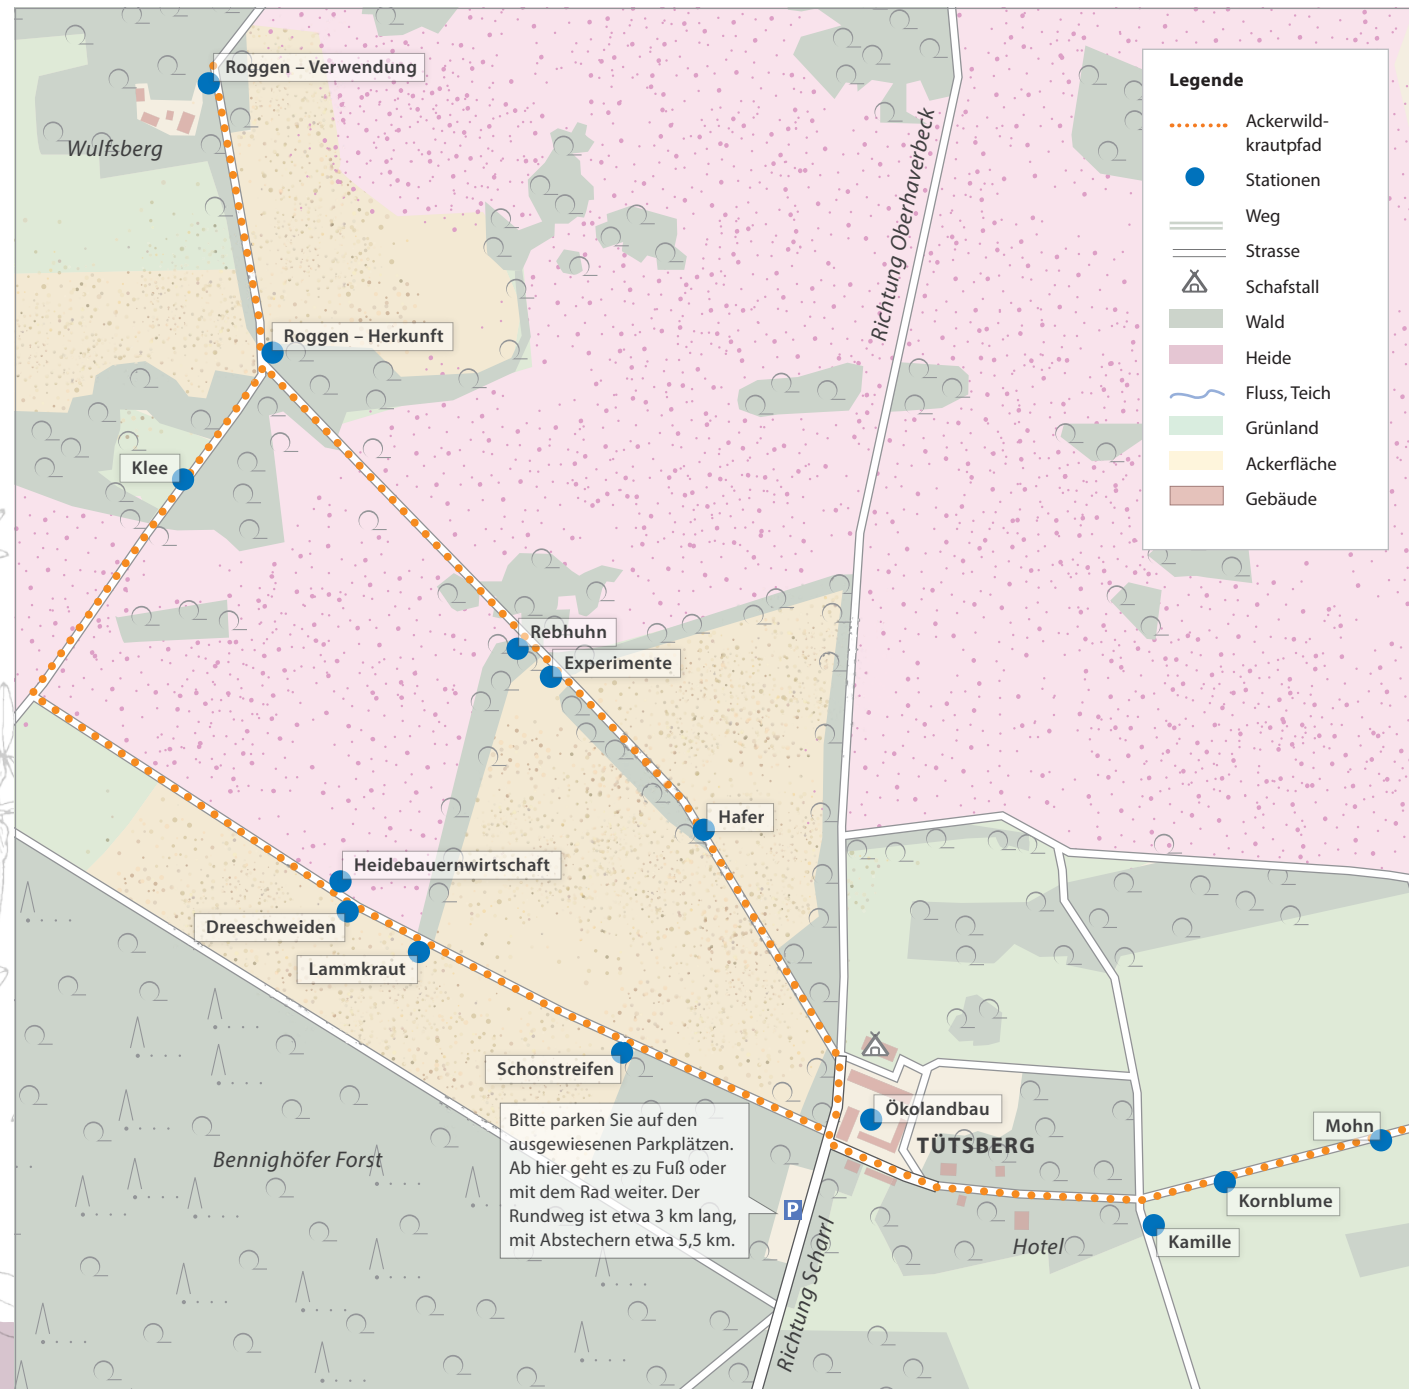 Roggen – Verwendung
Wulfsberg
Richtung Oberhaverbeck
Legende
Ackerwild-
krautpfad
Stationen
Weg
Strasse
Schafstall
Wald
Heide
Fluss, Teich
Grünland
Ackerfläche
Gebäude
Roggen – Herkunft
Klee
Rebhuhn
Experimente
Hafer
Heidebauernwirtschaft
Dreeschweiden
Lammkraut
Schonstreifen
Ökolandbau
TÜTSBERG
Mohn
Kornblume
Kamille
Hotel
Bennighöfer Forst
Bitte parken Sie auf den
ausgewiesenen Parkplätzen.
Ab hier geht es zu Fuß oder
mit dem Rad weiter. Der
Rundweg ist etwa 3 km lang,
mit Abstechern etwa 5,5 km.
P
Richtung Scharrl